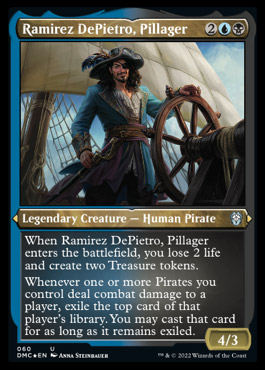 Ramirez DePietro, Pillager 2
Legendary Creature — Human Pirate
When Ramirez DePietro, Pillager
enters the battlefield, you lose 2 life
and create two Treasure tokens.
Whenever one or more Pirates you
control deal combat damage to a
player, exile the top card of that
player's library. You may cast that card
for as long as it remains exiled.
4/3
060 U
DMC★EN Anna Steinbauer
™ & © 2022 Wizards of the Coast